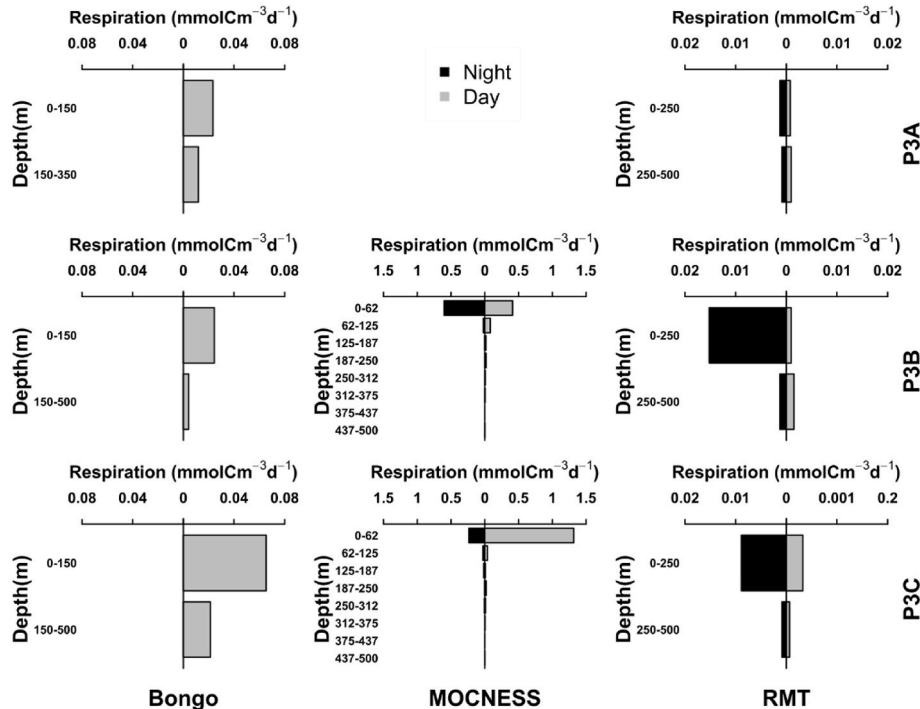 Respiration (mmolCm⁻³d⁻¹)
0.08 0.04 0 0.04 0.08
Depth(m)
0-150
150-350
Night
Day
Respiration (mmolCm⁻³d⁻¹)
0.02 0.01 0 0.01 0.02
Depth(m)
0-250
250-500
P3A
Respiration (mmolCm⁻³d⁻¹)
0.08 0.04 0 0.04 0.08
Depth(m)
0-150
150-500
Respiration (mmolCm⁻³d⁻¹)
1.5 1 0.5 0 0.5 1 1.5
Depth(m)
0-62
62-125
125-187
187-250
250-312
312-375
375-437
437-500
Respiration (mmolCm⁻³d⁻¹)
0.02 0.01 0 0.01 0.02
Depth(m)
0-250
250-500
P3B
Respiration (mmolCm⁻³d⁻¹)
0.08 0.04 0 0.04 0.08
Depth(m)
0-150
150-500
Respiration (mmolCm⁻³d⁻¹)
1.5 1 0.5 0 0.5 1 1.5
Depth(m)
0-62
62-125
125-187
187-250
250-312
312-375
375-437
437-500
Respiration (mmolCm⁻³d⁻¹)
0.02 0.01 0 0.001 0.2
Depth(m)
0-250
250-500
P3C
Bongo
MOCNESS
RMT